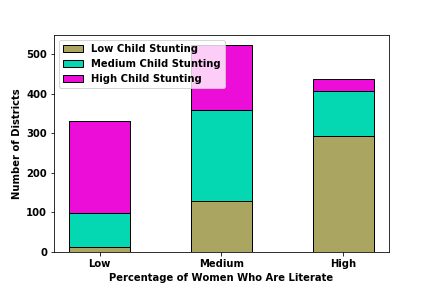 Low Child Stunting
Medium Child Stunting
High Child Stunting
500
400
300
200
100
0
Number of Districts
Low Medium High
Percentage of Women Who Are Literate